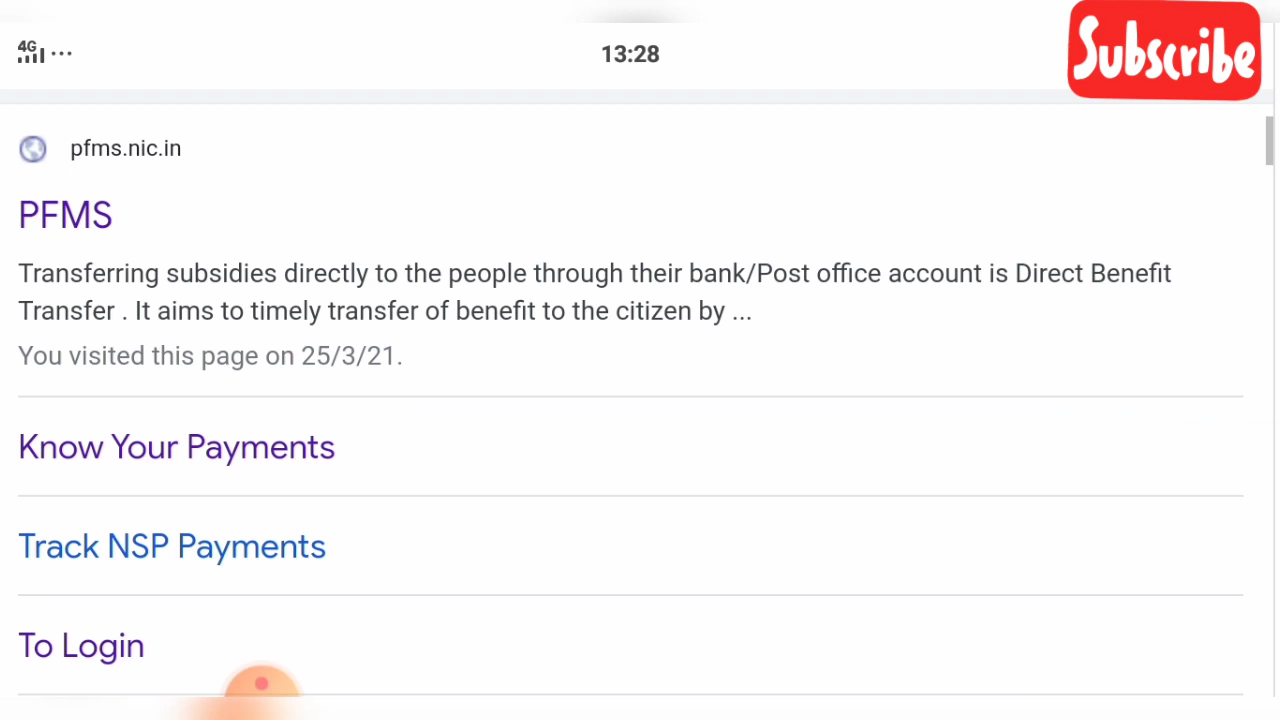 4G ... 13:28 Subscribe
pfms.nic.in
PFMS
Transferring subsidies directly to the people through their bank/Post office account is Direct Benefit
Transfer . It aims to timely transfer of benefit to the citizen by ...
You visited this page on 25/3/21.
Know Your Payments
Track NSP Payments
To Login